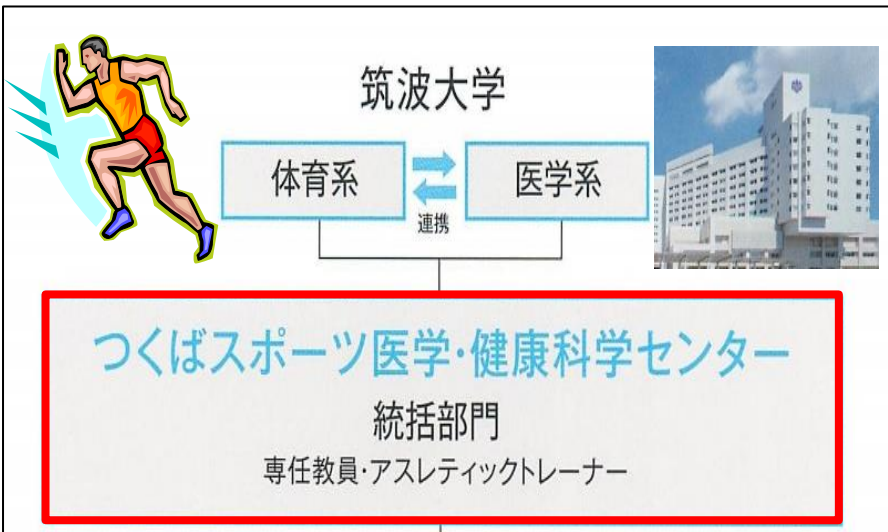 筑波大学
体育系
医学系
連携
つくばスポーツ医学・健康科学センター
統括部門
専任教員・アスレティックトレーナー